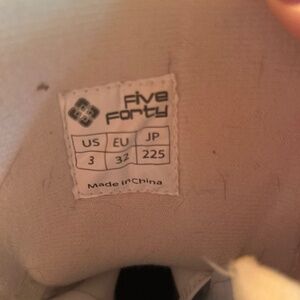 Five
Forty
US EU JP
3 32 225
Made in China